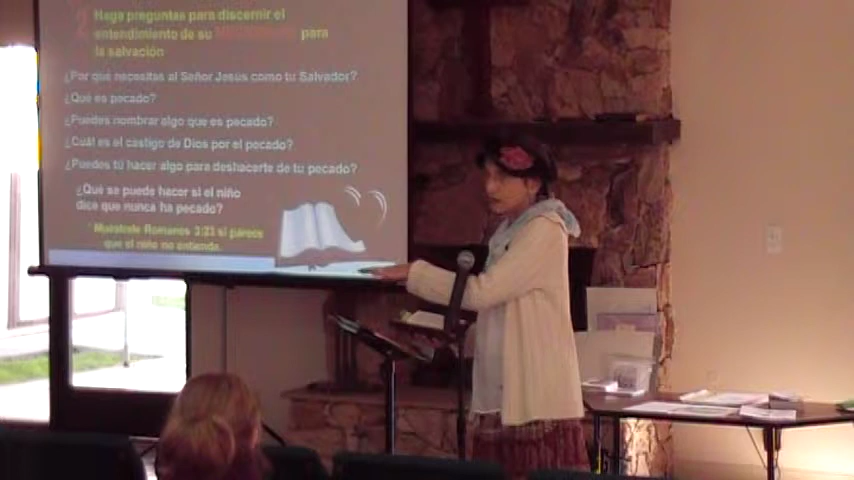 2. Haga preguntas para discernir el
entendimiento de su para
la salvación
¿Por qué necesitas al Señor Jesús como tu Salvador?
¿Qué es pecado?
¿Puedes nombrar algo que es pecado?
¿Cuál es el castigo de Dios por el pecado?
¿Puedes tú hacer algo para deshacerte de tu pecado?
¿Qué se puede hacer si el niño
dice que nunca ha pecado?
* Muéstrele Romanos 3:23 si parece
que el niño no entiende.